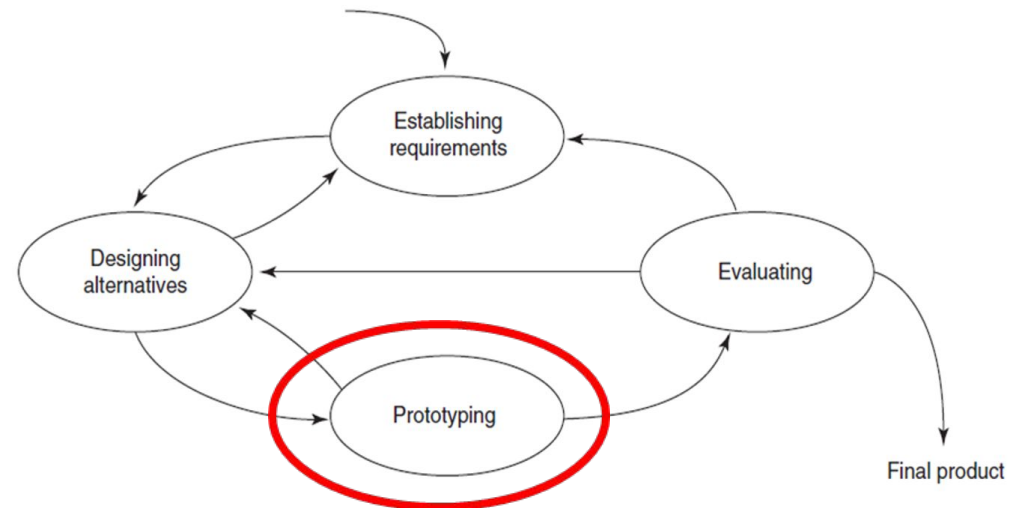 Establishing
requirements
Designing
alternatives
Evaluating
Prototyping
Final product